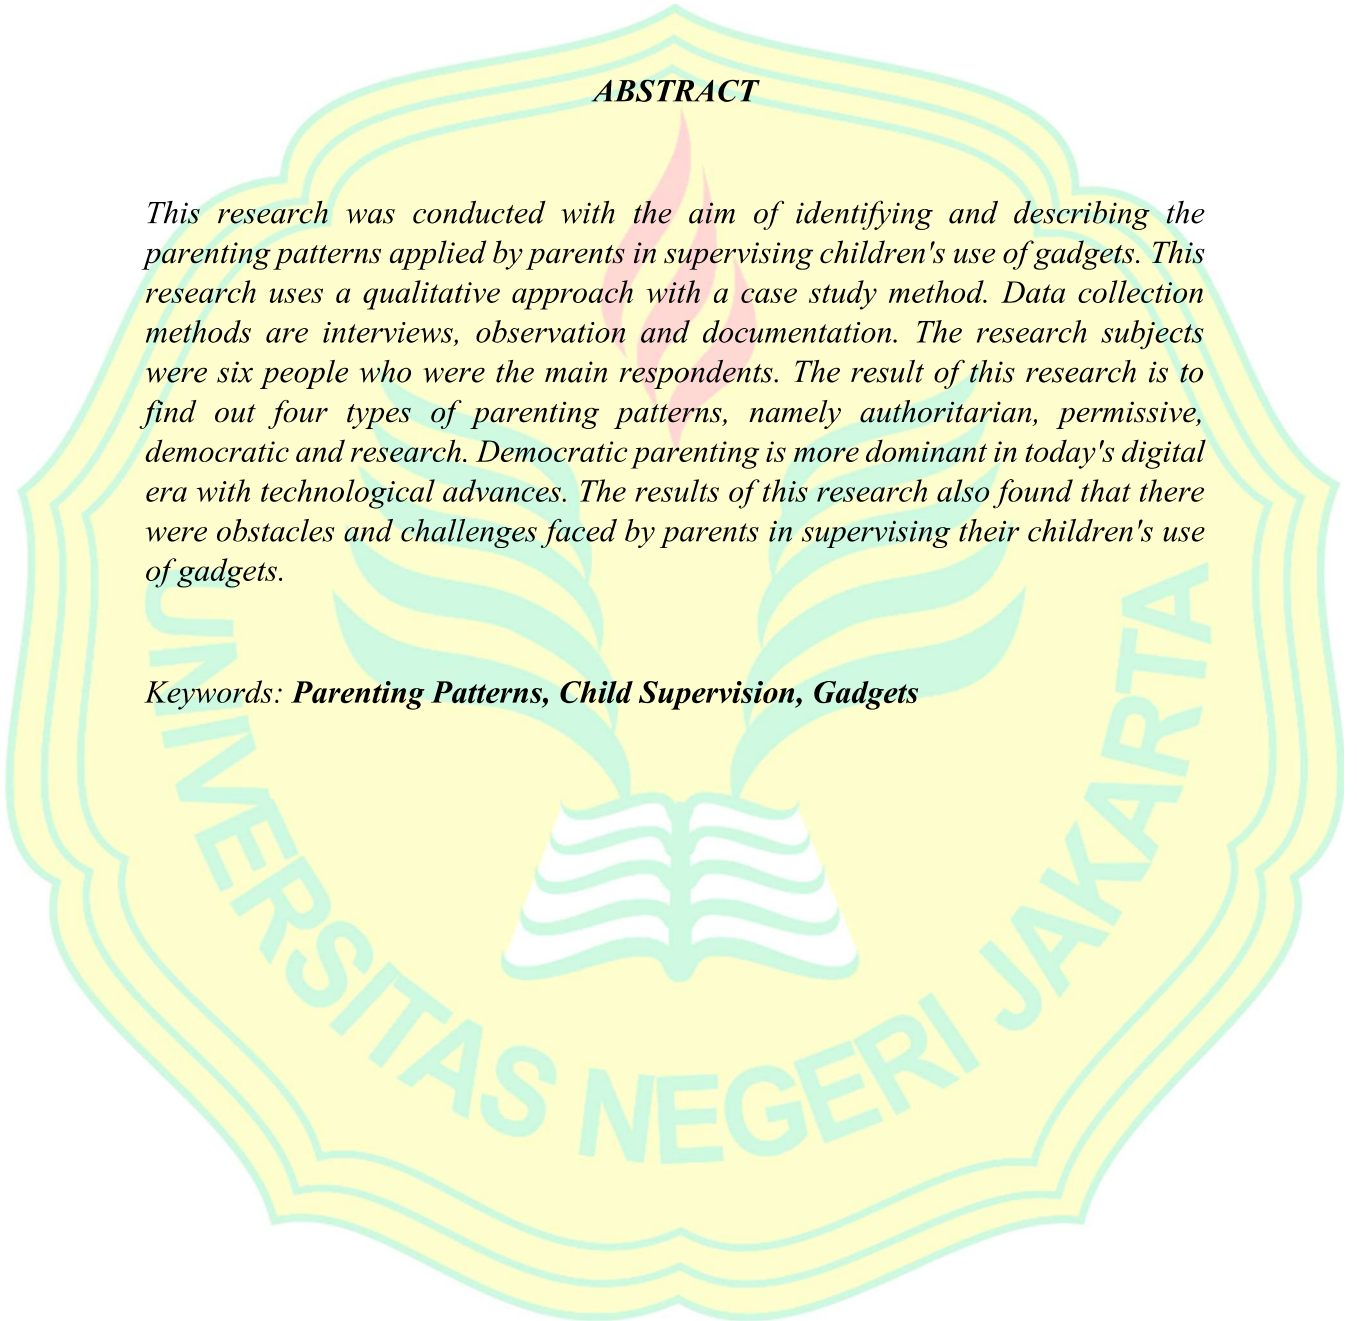 ABSTRACT
This research was conducted with the aim of identifying and describing the
parenting patterns applied by parents in supervising children's use of gadgets. This
research uses a qualitative approach with a case study method. Data collection
methods are interviews, observation and documentation. The research subjects
were six people who were the main respondents. The result of this research is to
find out four types of parenting patterns, namely authoritarian, permissive,
democratic and research. Democratic parenting is more dominant in today's digital
era with technological advances. The results of this research also found that there
were obstacles and challenges faced by parents in supervising their children's use
of gadgets.
Keywords: Parenting Patterns, Child Supervision, Gadgets
UNIVERSITAS NEGERI JAKARTA